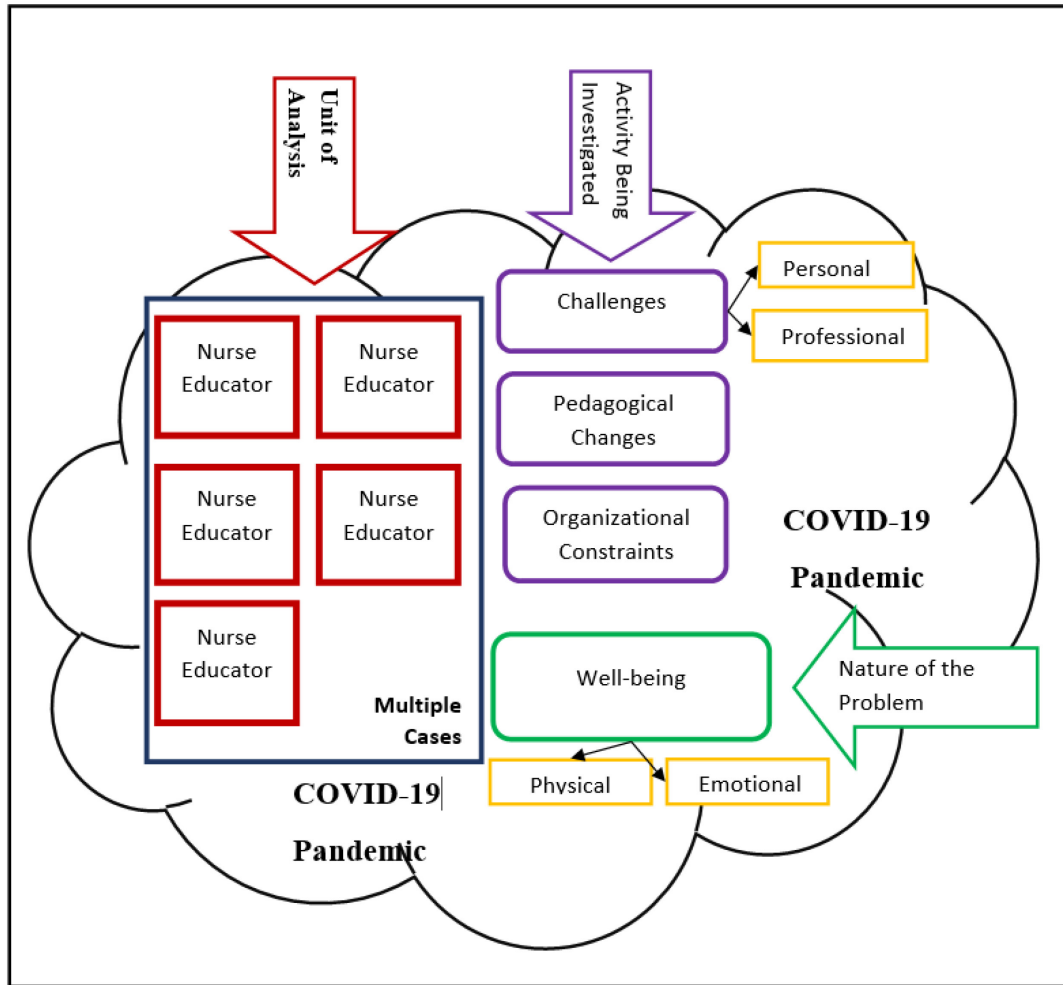 Unit of
Analysis
Activity Being
Investigated
Challenges
Personal
Professional
Nurse
Educator
Nurse
Educator
Pedagogical
Changes
Nurse
Educator
Nurse
Educator
Organizational
Constraints
COVID-19
Pandemic
Nurse
Educator
Well-being
Nature of the
Problem
Multiple
Cases
Physical
Emotional
COVID-19
Pandemic